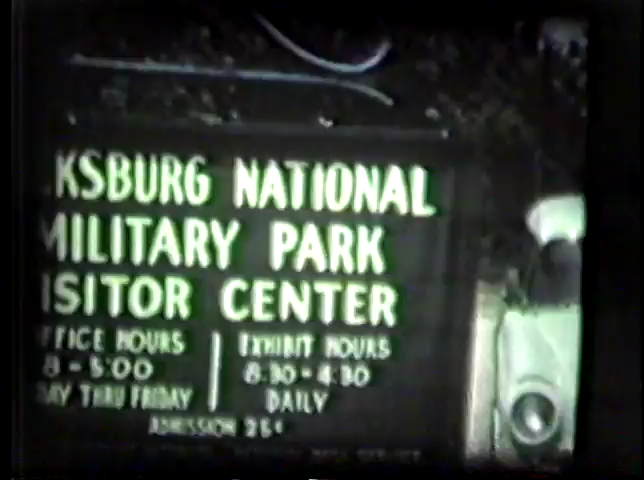 KSBURG NATIONAL
MILITARY PARK
ISITOR CENTER
FFICE HOURS
8 - 5:00
DAY THRU FRIDAY
EXHIBIT HOURS
8:30 - 4:30
DAILY
ADMISSION 25¢